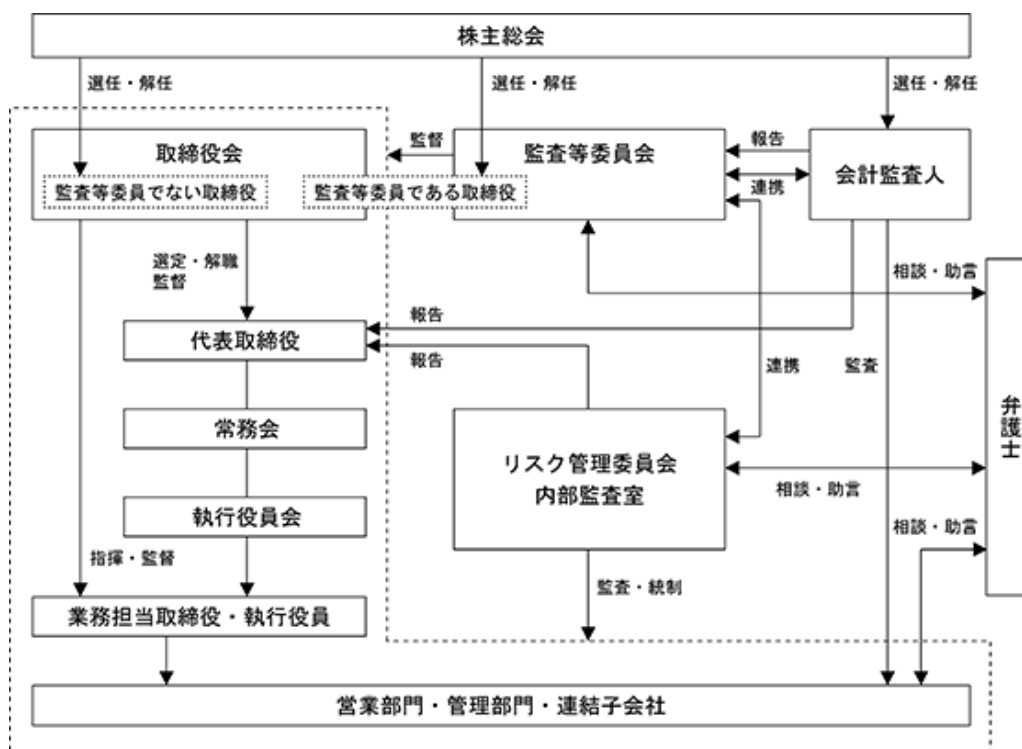 株主総会
選任・解任
選任・解任
選任・解任
取締役会
監査等委員でない取締役
監督
監査等委員会
監査等委員である取締役
報告
連携
会計監査人
選定・解職
監督
相談・助言
報告
代表取締役
報告
連携
監査
弁護士
常務会
リスク管理委員会
内部監査室
相談・助言
執行役員会
相談・助言
指揮・監督
監査・統制
業務担当取締役・執行役員
営業部門・管理部門・連結子会社